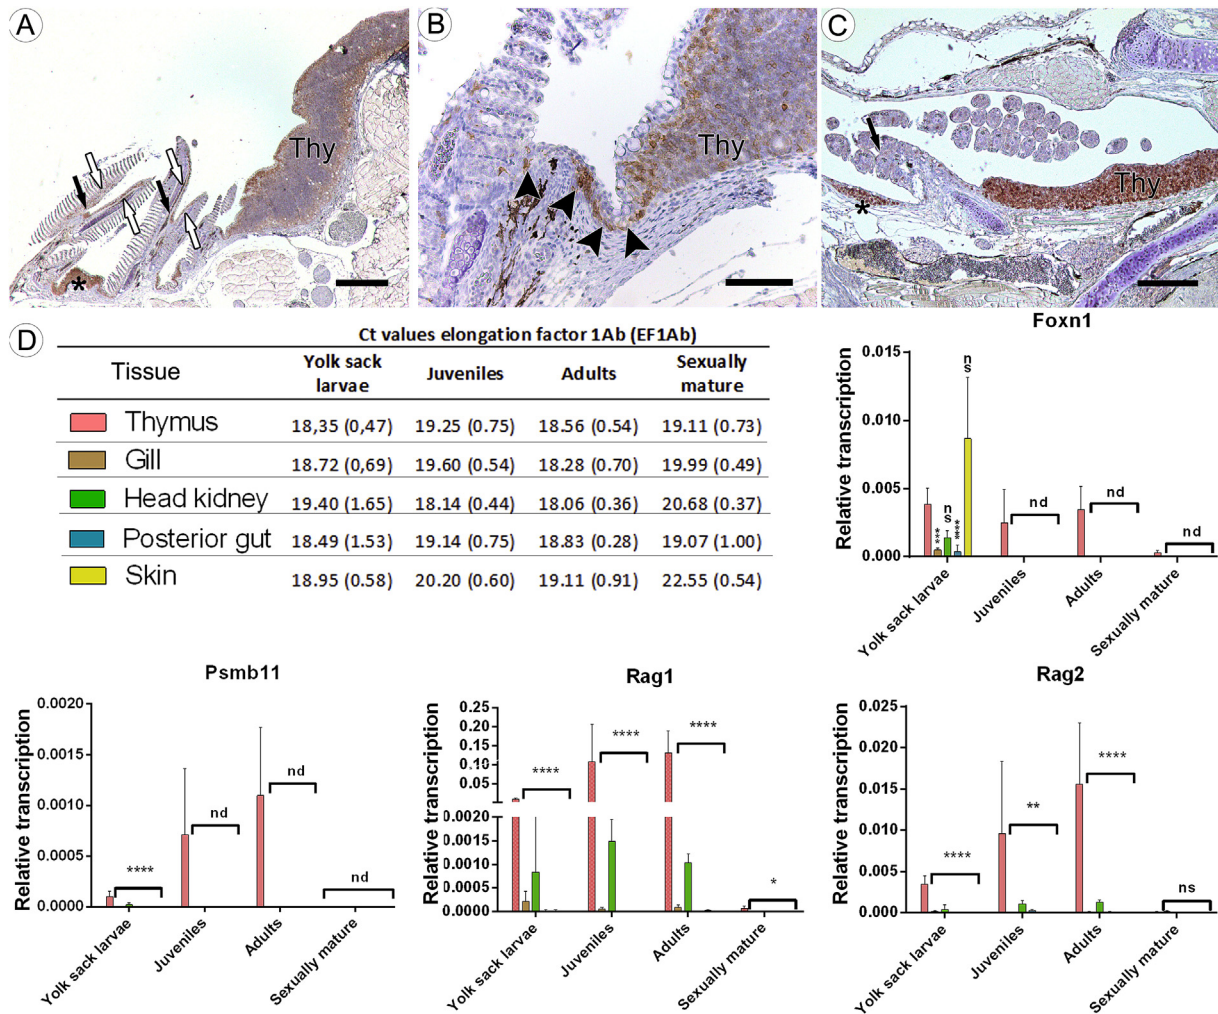 A
Thy
*
B
Thy
C
Thy
*
D
Ct values elongation factor 1Ab (EF1Ab)
Tissue Yolk sack larvae Juveniles Adults Sexually mature
Thymus 18,35 (0,47) 19.25 (0.75) 18.56 (0.54) 19.11 (0.73)
Gill 18.72 (0,69) 19.60 (0.54) 18.28 (0.70) 19.99 (0.49)
Head kidney 19.40 (1.65) 18.14 (0.44) 18.06 (0.36) 20.68 (0.37)
Posterior gut 18.49 (1.53) 19.14 (0.75) 18.83 (0.28) 19.07 (1.00)
Skin 18.95 (0.58) 20.20 (0.60) 19.11 (0.91) 22.55 (0.54)
Foxn1
Relative transcription
0.015
0.010
0.005
0.000
***
ns
****
ns
nd
nd
nd
Yolk sack larvae
Juveniles
Adults
Sexually mature
Psmb11
Relative transcription
0.0020
0.0015
0.0010
0.0005
0.0000
****
nd
nd
nd
Yolk sack larvae
Juveniles
Adults
Sexually mature
Rag1
Relative transcription
0.25
0.20
0.15
0.10
0.05
0.0020
0.0015
0.0010
0.0005
0.0000
****
****
****
*
Yolk sack larvae
Juveniles
Adults
Sexually mature
Rag2
Relative transcription
0.025
0.020
0.015
0.010
0.005
0.000
****
**
****
ns
Yolk sack larvae
Juveniles
Adults
Sexually mature